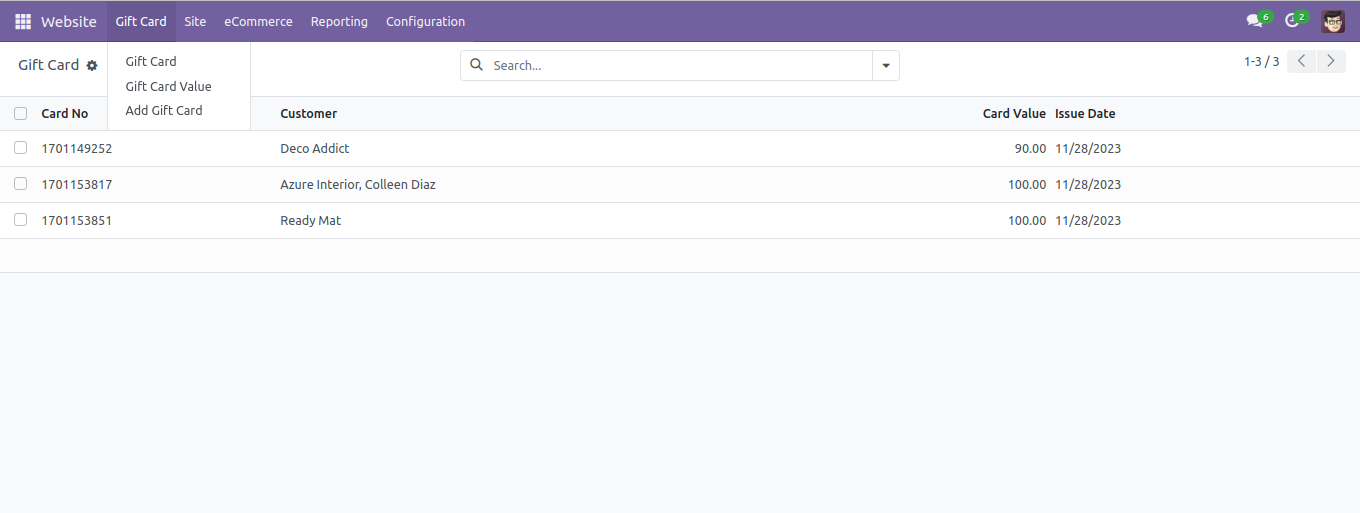 Website Gift Card Site eCommerce Reporting Configuration 6 2
Gift Card
Gift Card
Gift Card Value
Add Gift Card
Search...
1-3 / 3
Card No Customer Card Value Issue Date
1701149252 Deco Addict 90.00 11/28/2023
1701153817 Azure Interior, Colleen Diaz 100.00 11/28/2023
1701153851 Ready Mat 100.00 11/28/2023